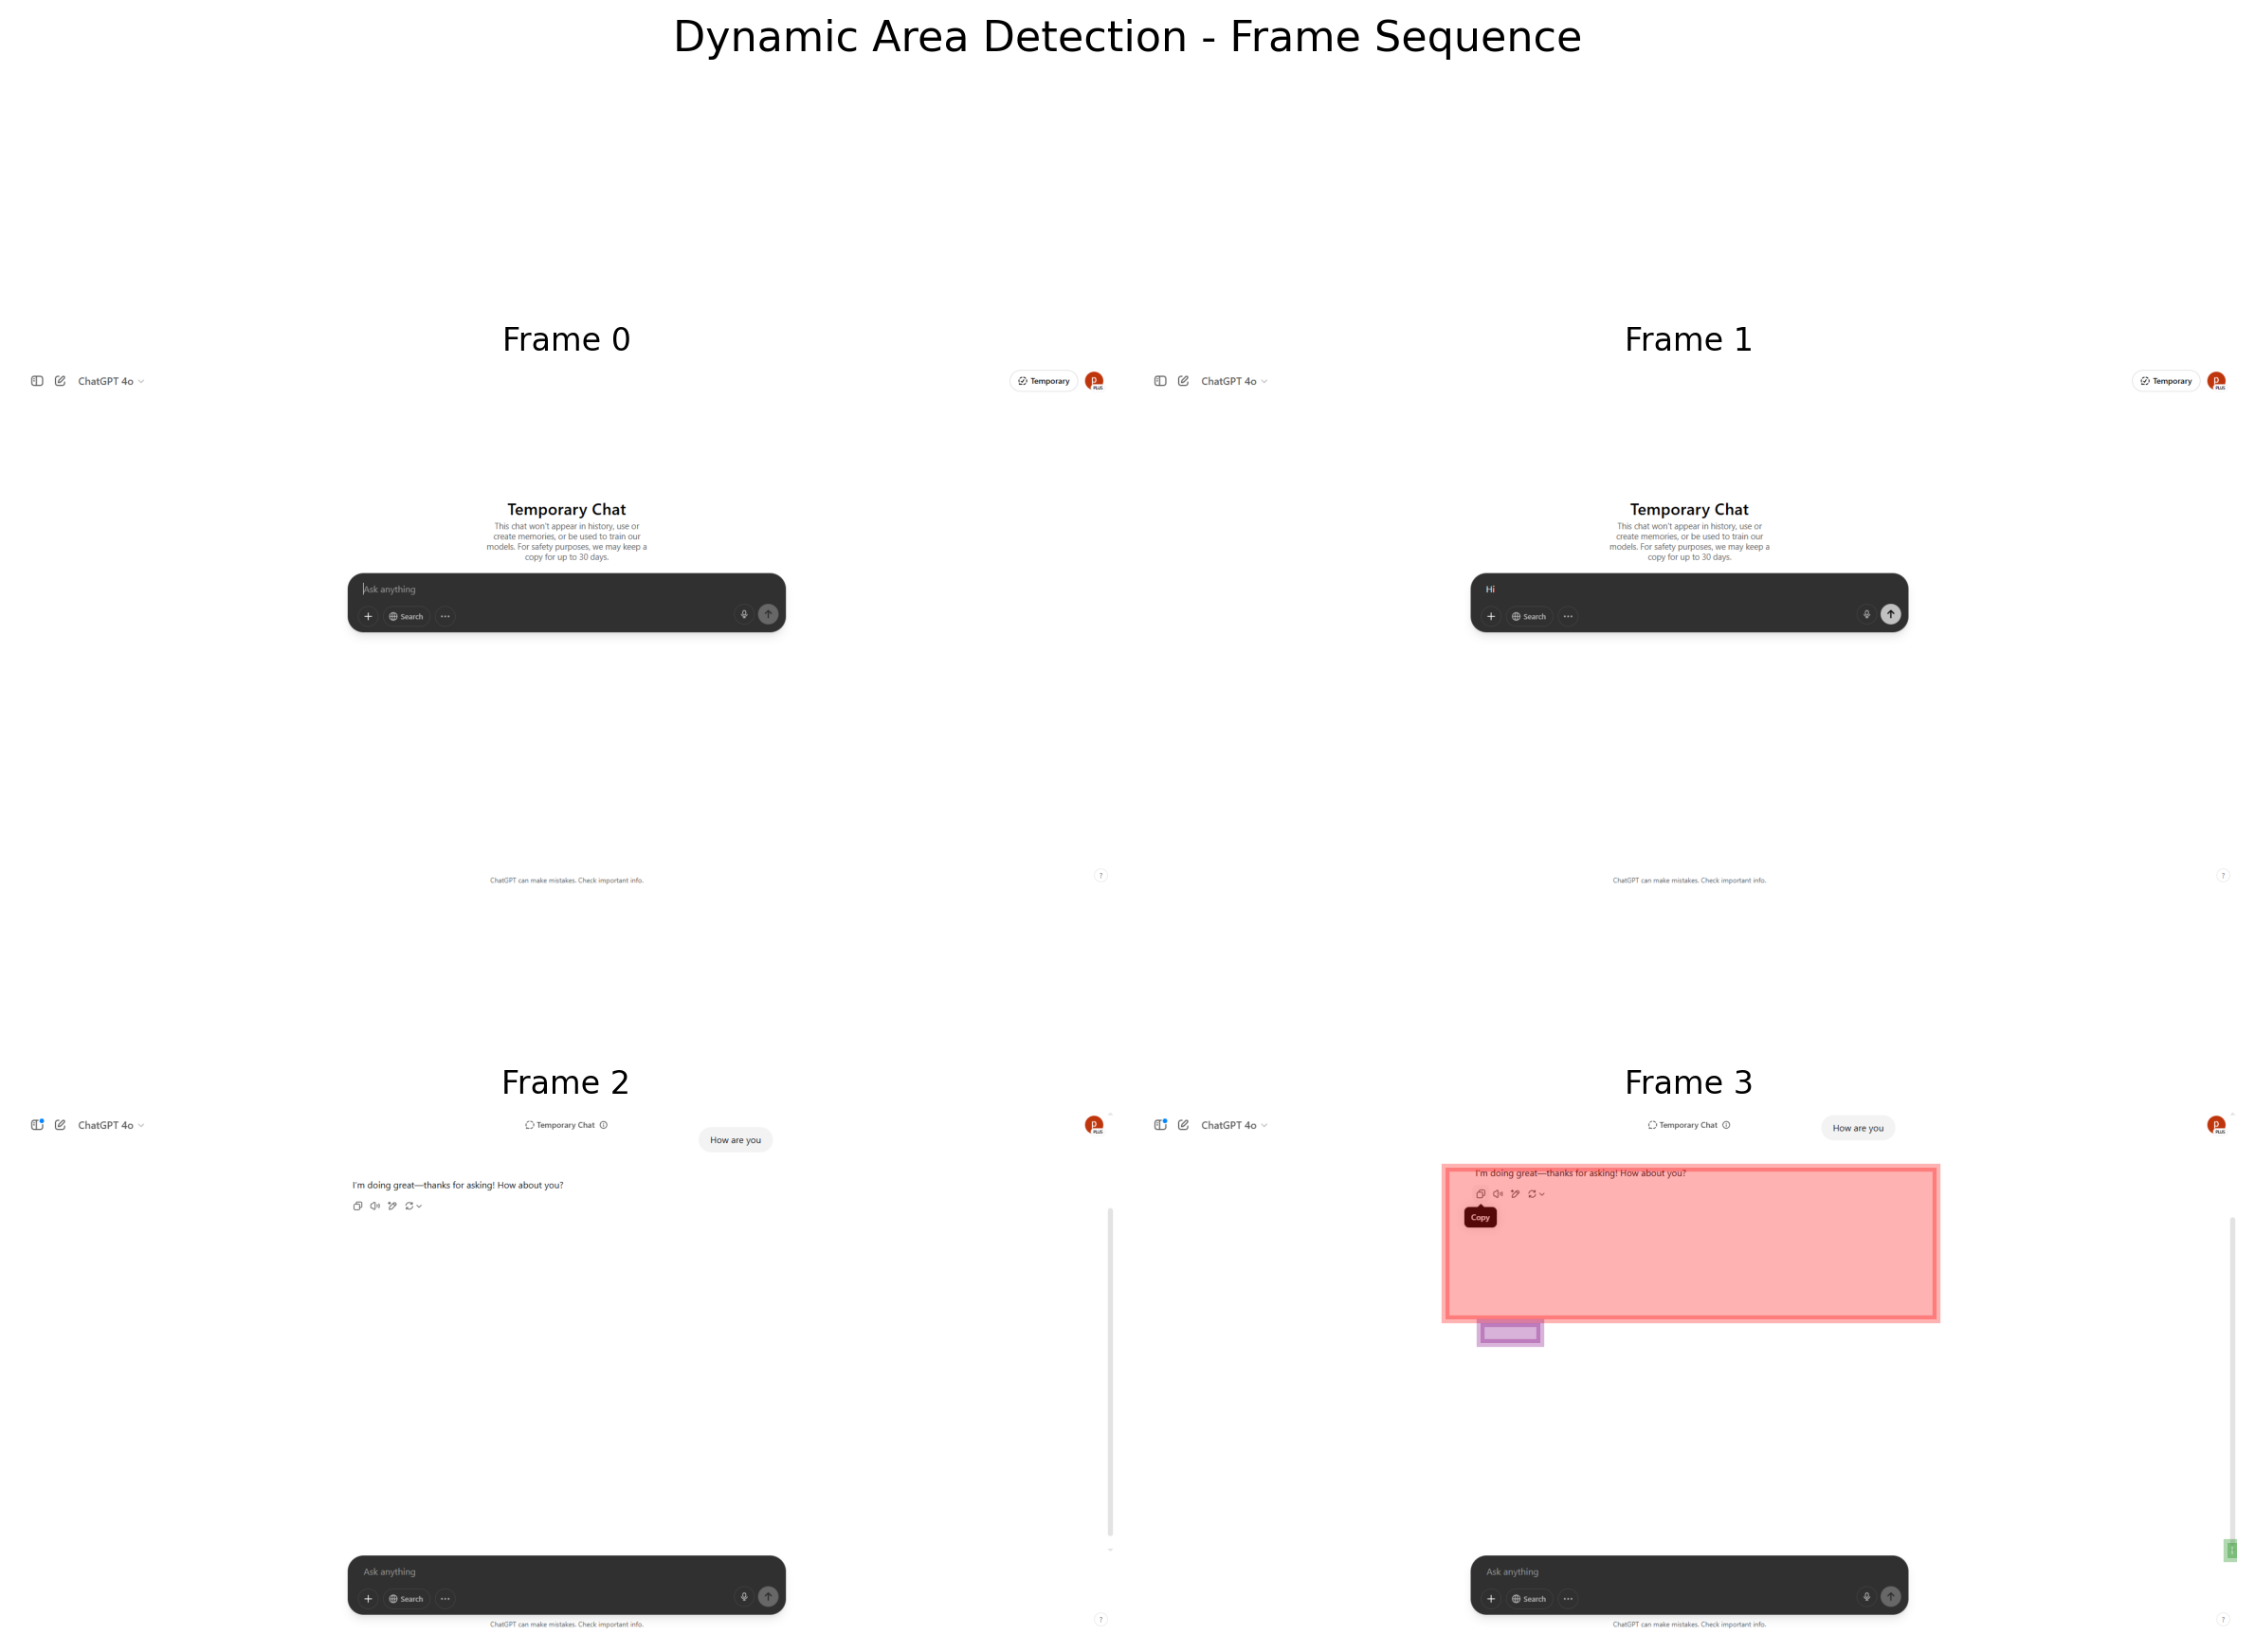 Dynamic Area Detection - Frame Sequence
Frame 0
ChatGPT 4o
Temporary
P
PLUS
Temporary Chat
This chat won't appear in history, use or
create memories, or be used to train our
models. For safety purposes, we may keep a
copy for up to 30 days.
Ask anything
Search
ChatGPT can make mistakes. Check important info.
?
Frame 1
ChatGPT 4o
Temporary
P
PLUS
Temporary Chat
This chat won't appear in history, use or
create memories, or be used to train our
models. For safety purposes, we may keep a
copy for up to 30 days.
Hi
Search
ChatGPT can make mistakes. Check important info.
?
Frame 2
ChatGPT 4o
Temporary Chat
P
PLUS
How are you
I'm doing great—thanks for asking! How about you?
Ask anything
Search
ChatGPT can make mistakes. Check important info.
?
Frame 3
ChatGPT 4o
Temporary Chat
How are you
P
PLUS
I'm doing great—thanks for asking! How about you?
Copy
Ask anything
Search
ChatGPT can make mistakes. Check important info.
?